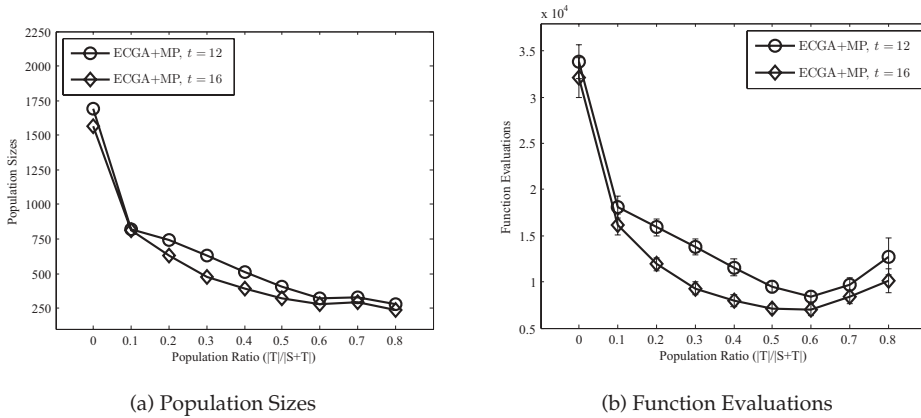 2250
2000
1750
1500
1250
1000
750
500
250
Population Sizes
ECGA+MP, t = 12
ECGA+MP, t = 16
0 0.1 0.2 0.3 0.4 0.5 0.6 0.7 0.8
Population Ratio (|T|/|S+T|)
(a) Population Sizes
x 10⁴
3.5
3
2.5
2
1.5
1
0.5
Function Evaluations
ECGA+MP, t = 12
ECGA+MP, t = 16
0 0.1 0.2 0.3 0.4 0.5 0.6 0.7 0.8
Population Ratio (|T|/|S+T|)
(b) Function Evaluations